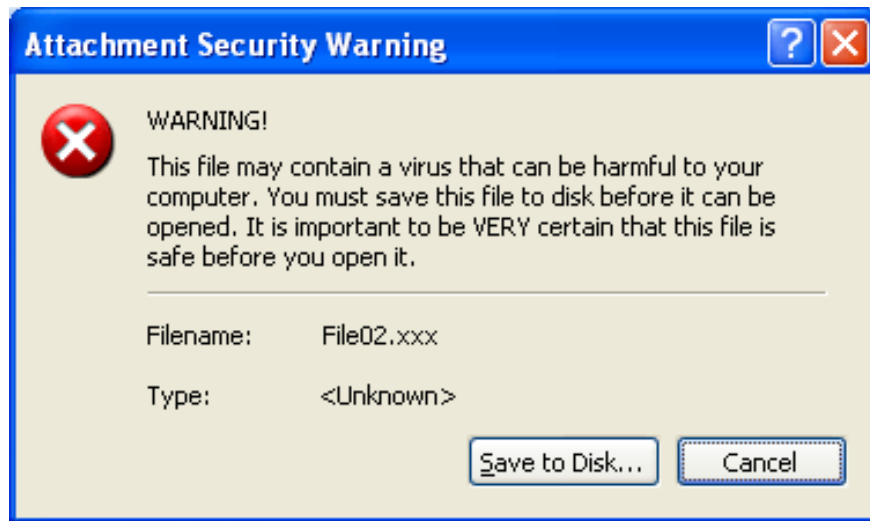 Attachment Security Warning
WARNING!
This file may contain a virus that can be harmful to your
computer. You must save this file to disk before it can be
opened. It is important to be VERY certain that this file is
safe before you open it.
Filename: File02.xxx
Type: <Unknown>
Save to Disk... Cancel